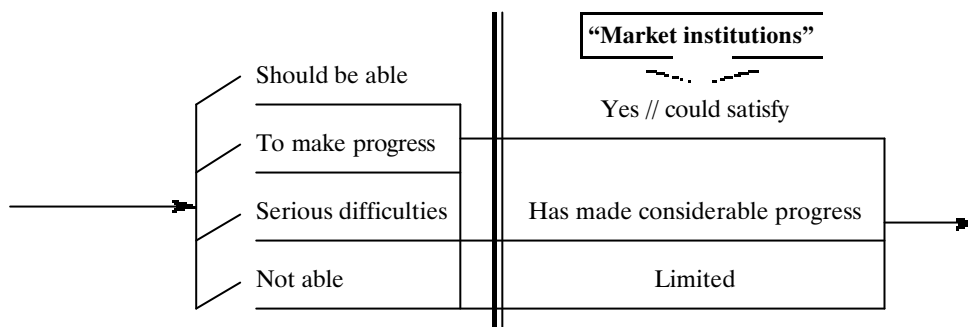 “Market institutions”
Should be able
Yes // could satisfy
To make progress
Serious difficulties
Has made considerable progress
Not able
Limited